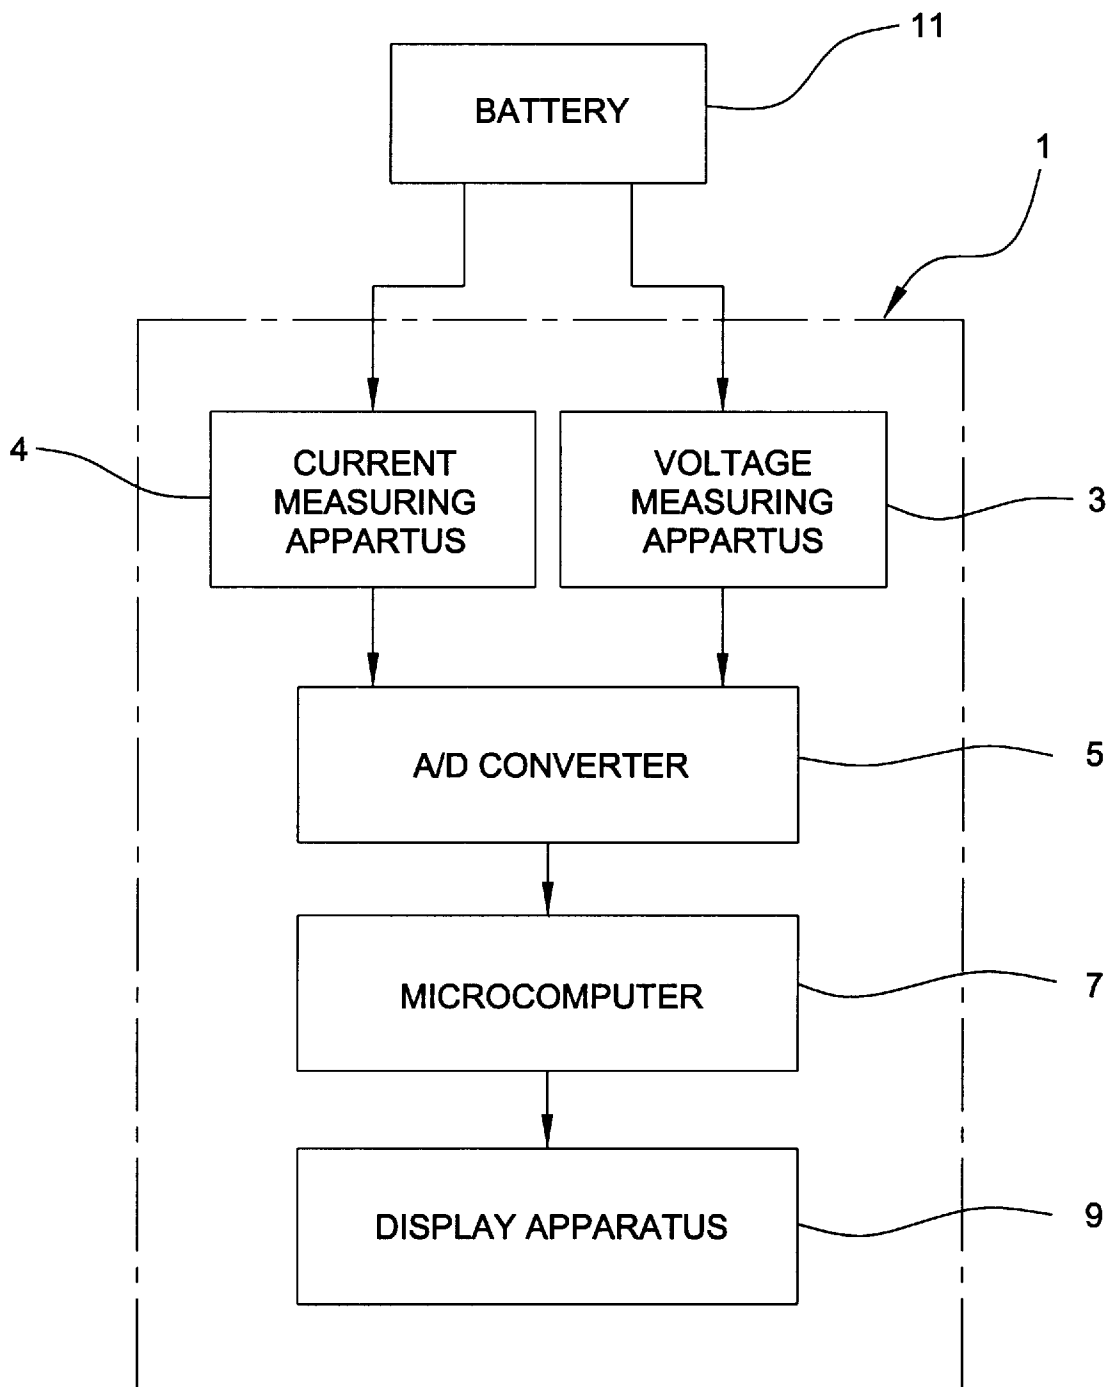 11
BATTERY
1
4
CURRENT
MEASURING
APPARTUS
VOLTAGE
MEASURING
APPARTUS
3
A/D CONVERTER
5
MICROCOMPUTER
7
DISPLAY APPARATUS
9